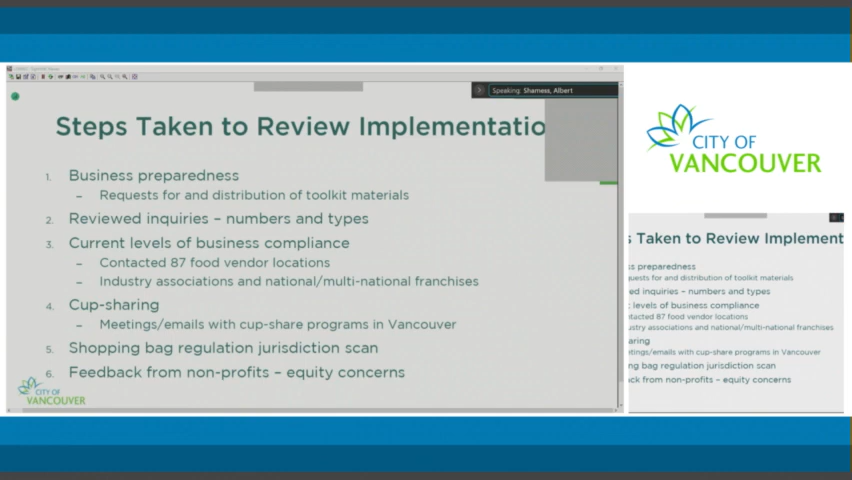 Speaking: Shamess, Albert
Steps Taken to Review Implementatio
1. Business preparedness
– Requests for and distribution of toolkit materials
2. Reviewed inquiries – numbers and types
3. Current levels of business compliance
– Contacted 87 food vendor locations
– Industry associations and national/multi-national franchises
4. Cup-sharing
– Meetings/emails with cup-share programs in Vancouver
5. Shopping bag regulation jurisdiction scan
6. Feedback from non-profits – equity concerns
CITY OF
VANCOUVER
CITY OF
VANCOUVER
s Taken to Review Implement
ss preparedness
quests for and distribution of toolkit materials
ed inquiries – numbers and types
t levels of business compliance
ntacted 87 food vendor locations
ustry associations and national/multi-national franchises
aring
etings/emails with cup-share programs in Vancouver
ng bag regulation jurisdiction scan
ck from non-profits – equity concerns